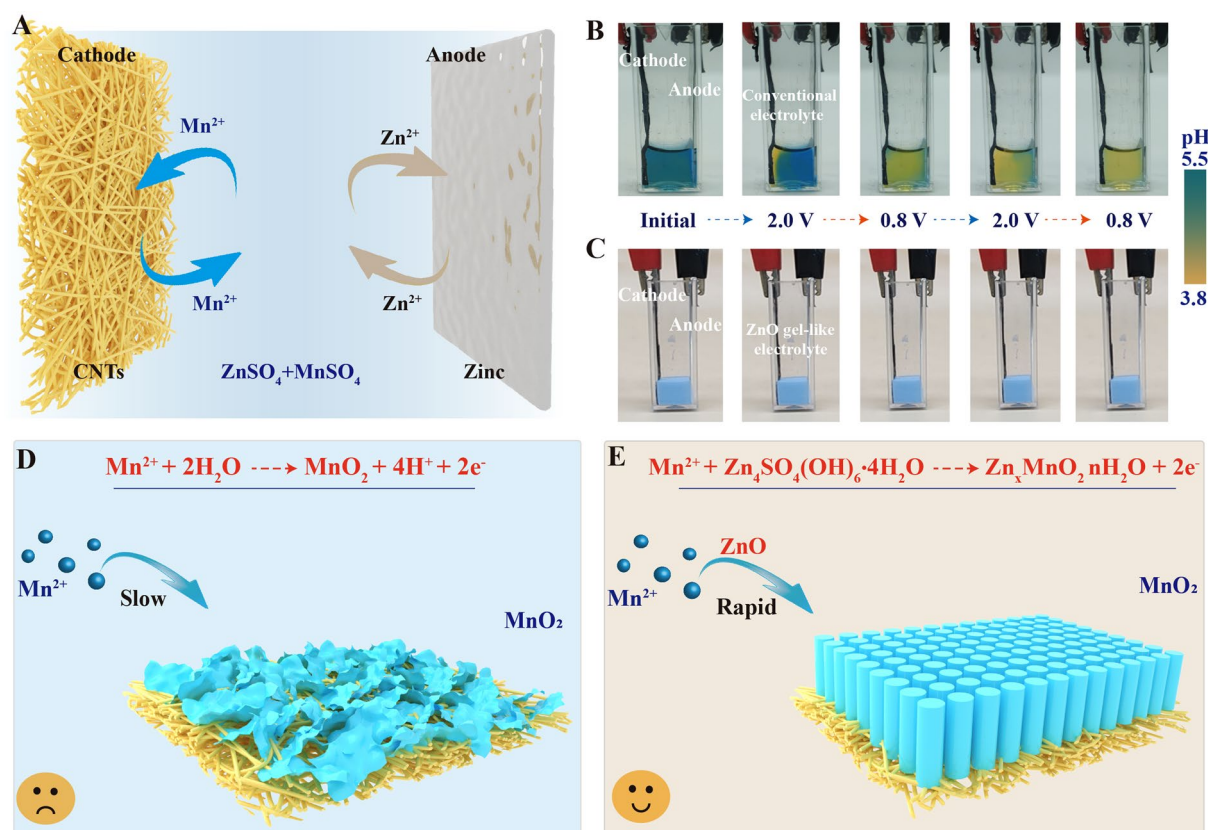 A
Cathode
Anode
Mn²⁺
Zn²⁺
Mn²⁺
Zn²⁺
CNTs
ZnSO₄+MnSO₄
Zinc
B
Cathode
Anode
Conventional
electrolyte
pH
5.5
3.8
Initial
2.0 V
0.8 V
2.0 V
0.8 V
C
Cathode
Anode
ZnO gel-like
electrolyte
D
Mn²⁺ + 2H₂O ---> MnO₂ + 4H⁺ + 2e⁻
Mn²⁺
Slow
MnO₂
E
Mn²⁺ + Zn₄SO₄(OH)₆·4H₂O ---> ZnₓMnO₂ nH₂O + 2e⁻
ZnO
Mn²⁺
Rapid
MnO₂